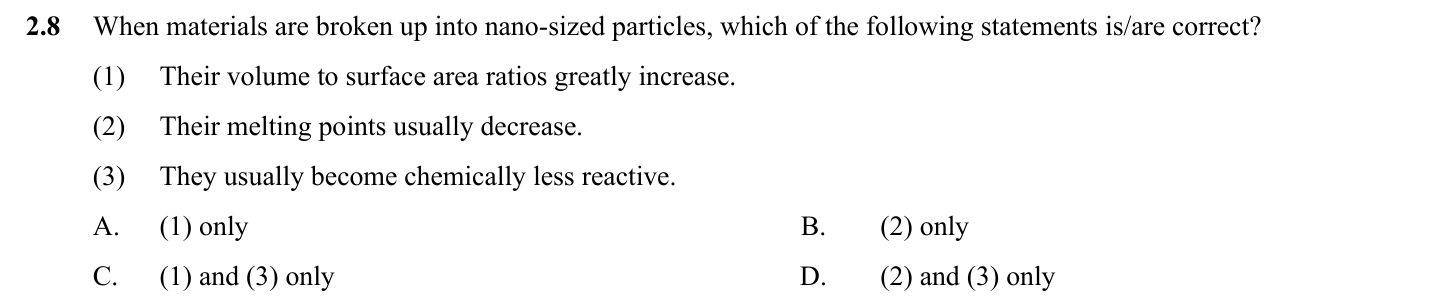 2.8 When materials are broken up into nano-sized particles, which of the following statements is/are correct?
(1) Their volume to surface area ratios greatly increase.
(2) Their melting points usually decrease.
(3) They usually become chemically less reactive.
A. (1) only B. (2) only
C. (1) and (3) only D. (2) and (3) only